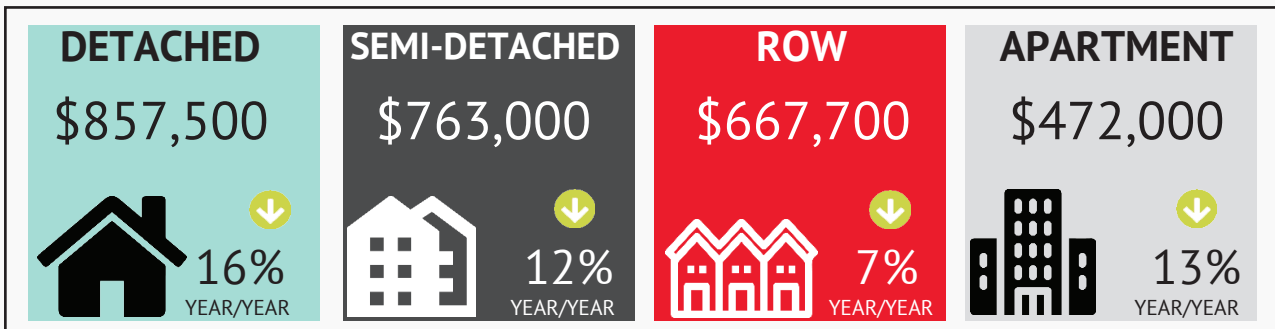 DETACHED
$857,500
16%
YEAR/YEAR
SEMI-DETACHED
$763,000
12%
YEAR/YEAR
ROW
$667,700
7%
YEAR/YEAR
APARTMENT
$472,000
13%
YEAR/YEAR